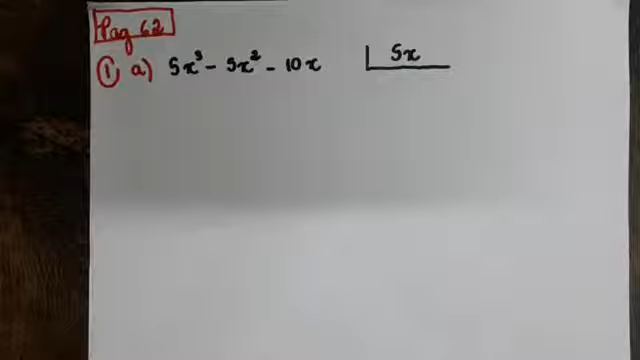 Pag 62
① a) 5x³ - 5x² - 10x | 5x